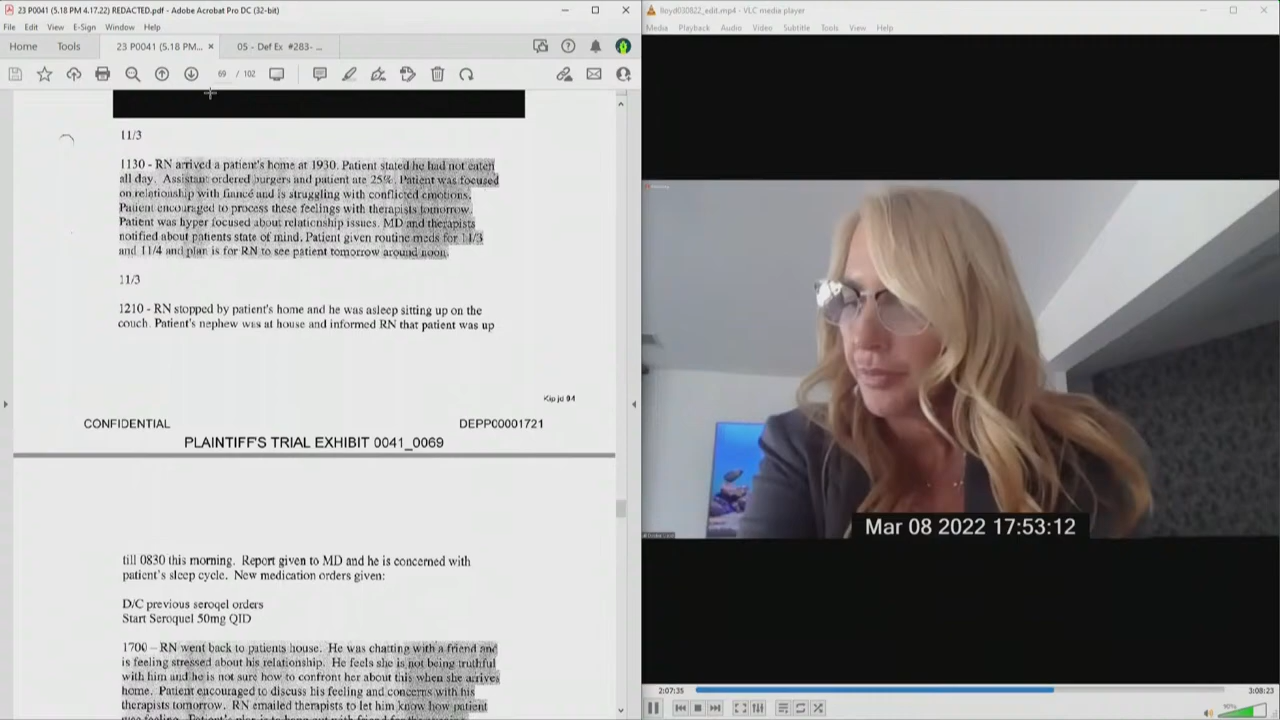 23 P0041 (5.18 PM 4.17.22) REDACTED.pdf - Adobe Acrobat Pro DC (32-bit)
File Edit View E-Sign Window Help
Home Tools 23 P0041 (5.18 PM... × 05 - Def Ex #283- ...
69 / 102
11/3
1130 - RN arrived a patient's home at 1930. Patient stated he had not eaten
all day. Assistant ordered burgers and patient ate 25%. Patient was focused
on relationship with fiancé and is struggling with conflicted emotions.
Patient encouraged to process these feelings with therapists tomorrow.
Patient was hyper focused about relationship issues. MD and therapists
notified about patients state of mind. Patient given routine meds for 11/3
and 11/4 and plan is for RN to see patient tomorrow around noon.
11/3
1210 - RN stopped by patient's home and he was asleep sitting up on the
couch. Patient's nephew was at house and informed RN that patient was up
CONFIDENTIAL DEPP00001721
PLAINTIFF'S TRIAL EXHIBIT 0041_0069
till 0830 this morning. Report given to MD and he is concerned with
patient's sleep cycle. New medication orders given:
D/C previous seroqel orders
Start Seroquel 50mg QID
1700 – RN went back to patients house. He was chatting with a friend and
is feeling stressed about his relationship. He feels she is not being truthful
with him and he is not sure how to confront her about this when she arrives
home. Patient encouraged to discuss his feeling and concerns with his
therapists tomorrow. RN emailed therapists to let him know how patient
lloyd030822_edit.mp4 - VLC media player
Media Playback Audio Video Subtitle Tools View Help
Mar 08 2022 17:53:12
2:07:35 3:08:23
90%